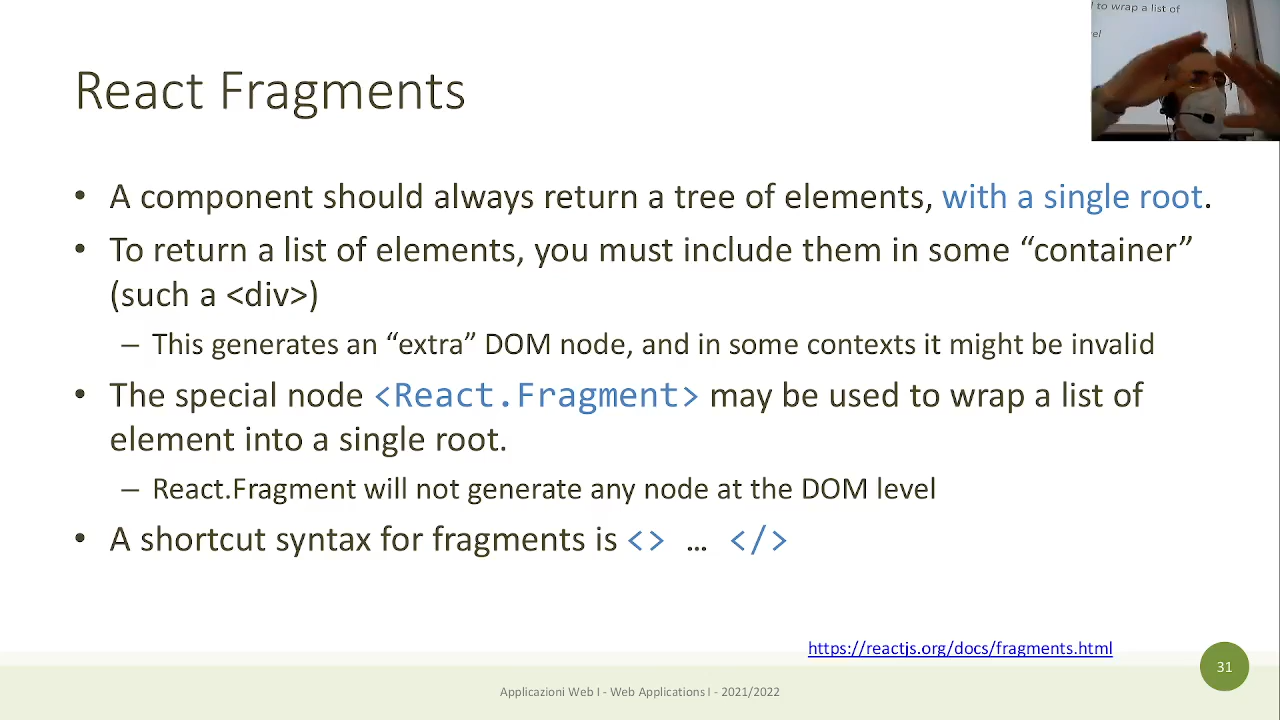 to wrap a list of
React Fragments
• A component should always return a tree of elements, with a single root.
• To return a list of elements, you must include them in some “container”
(such a <div>)
– This generates an “extra” DOM node, and in some contexts it might be invalid
• The special node <React.Fragment> may be used to wrap a list of
element into a single root.
– React.Fragment will not generate any node at the DOM level
• A shortcut syntax for fragments is <> … </>
https://reactjs.org/docs/fragments.html
31
Applicazioni Web I - Web Applications I - 2021/2022